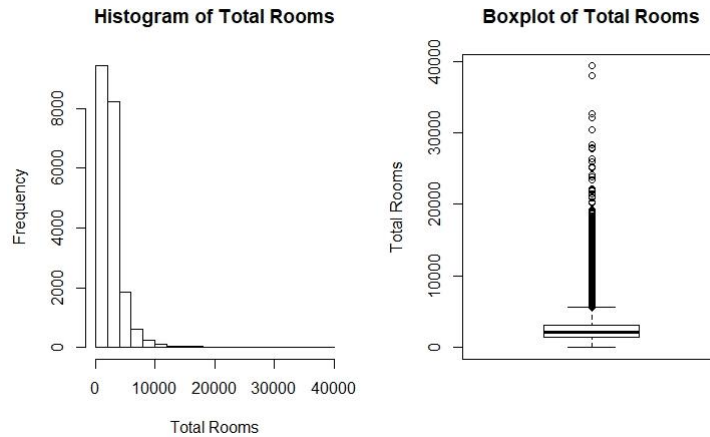 Histogram of Total Rooms
Frequency
0
2000
4000
6000
8000
0 10000 20000 30000 40000
Total Rooms
Boxplot of Total Rooms
Total Rooms
0
10000
20000
30000
40000